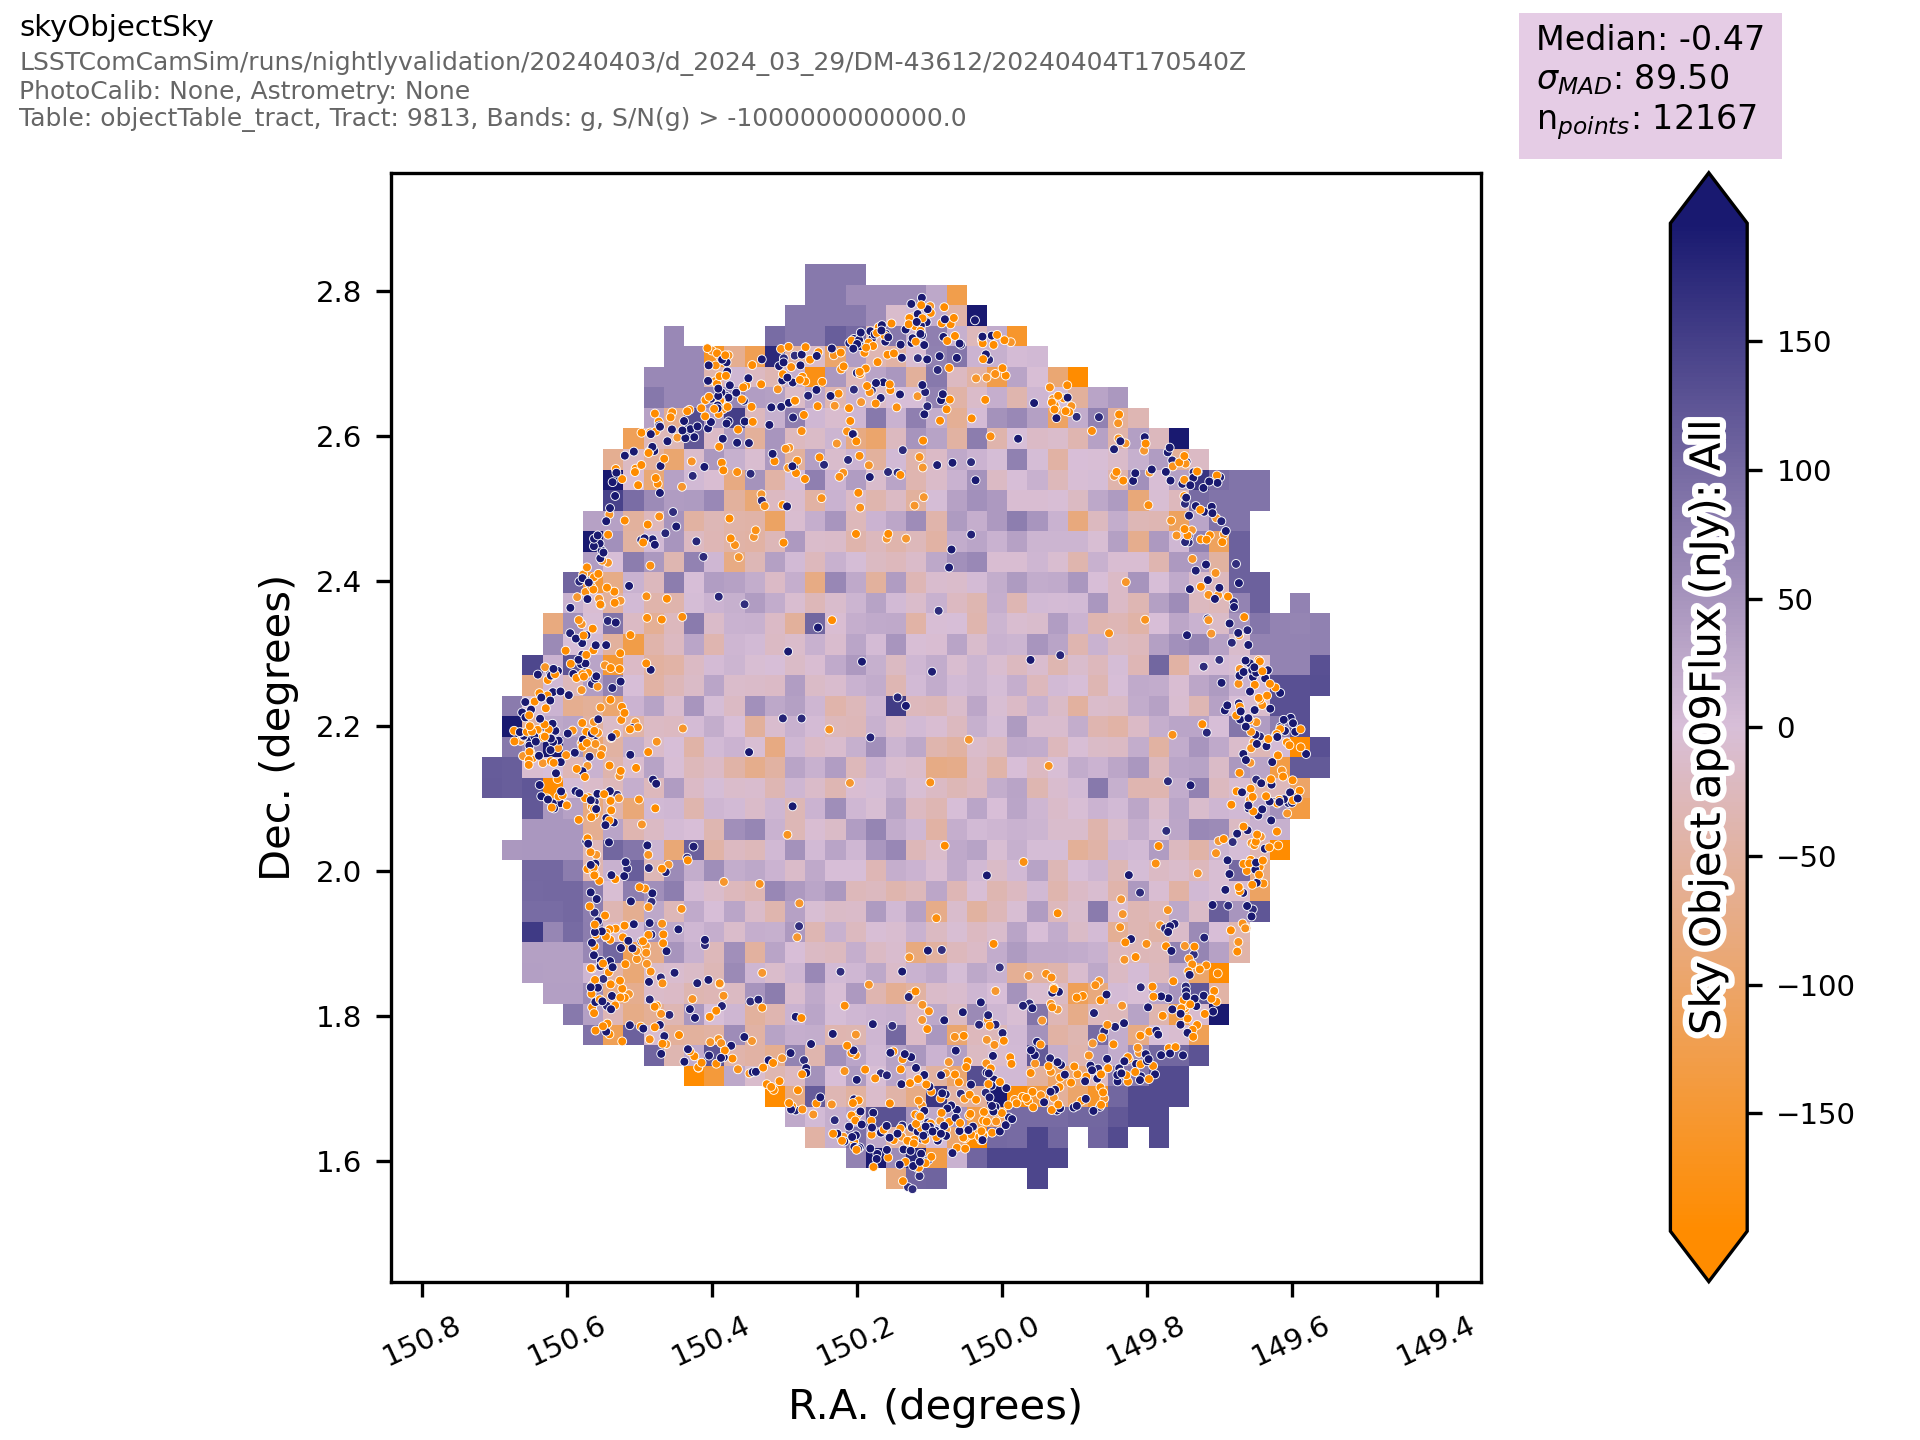 skyObjectSky
LSSTComCamSim/runs/nightlyvalidation/20240403/d_2024_03_29/DM-43612/20240404T170540Z
PhotoCalib: None, Astrometry: None
Table: objectTable_tract, Tract: 9813, Bands: g, S/N(g) > -1000000000000.0
Median: -0.47
σMAD: 89.50
npoints: 12167
2.8
2.6
2.4
2.2
2.0
1.8
1.6
Dec. (degrees)
150.8
150.6
150.4
150.2
150.0
149.8
149.6
149.4
R.A. (degrees)
150
100
50
0
−50
−100
−150
Sky Object ap09Flux (nJy): All